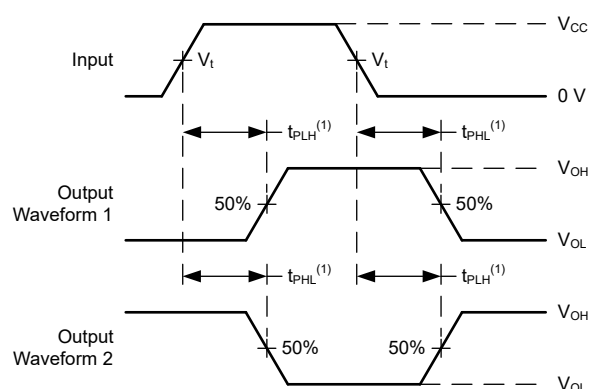 V_CC
Input
V_t
V_t
0 V
t_PLH^(1)
t_PHL^(1)
V_OH
Output
Waveform 1
50%
50%
V_OL
t_PHL^(1)
t_PLH^(1)
V_OH
Output
Waveform 2
50%
50%
V_OL